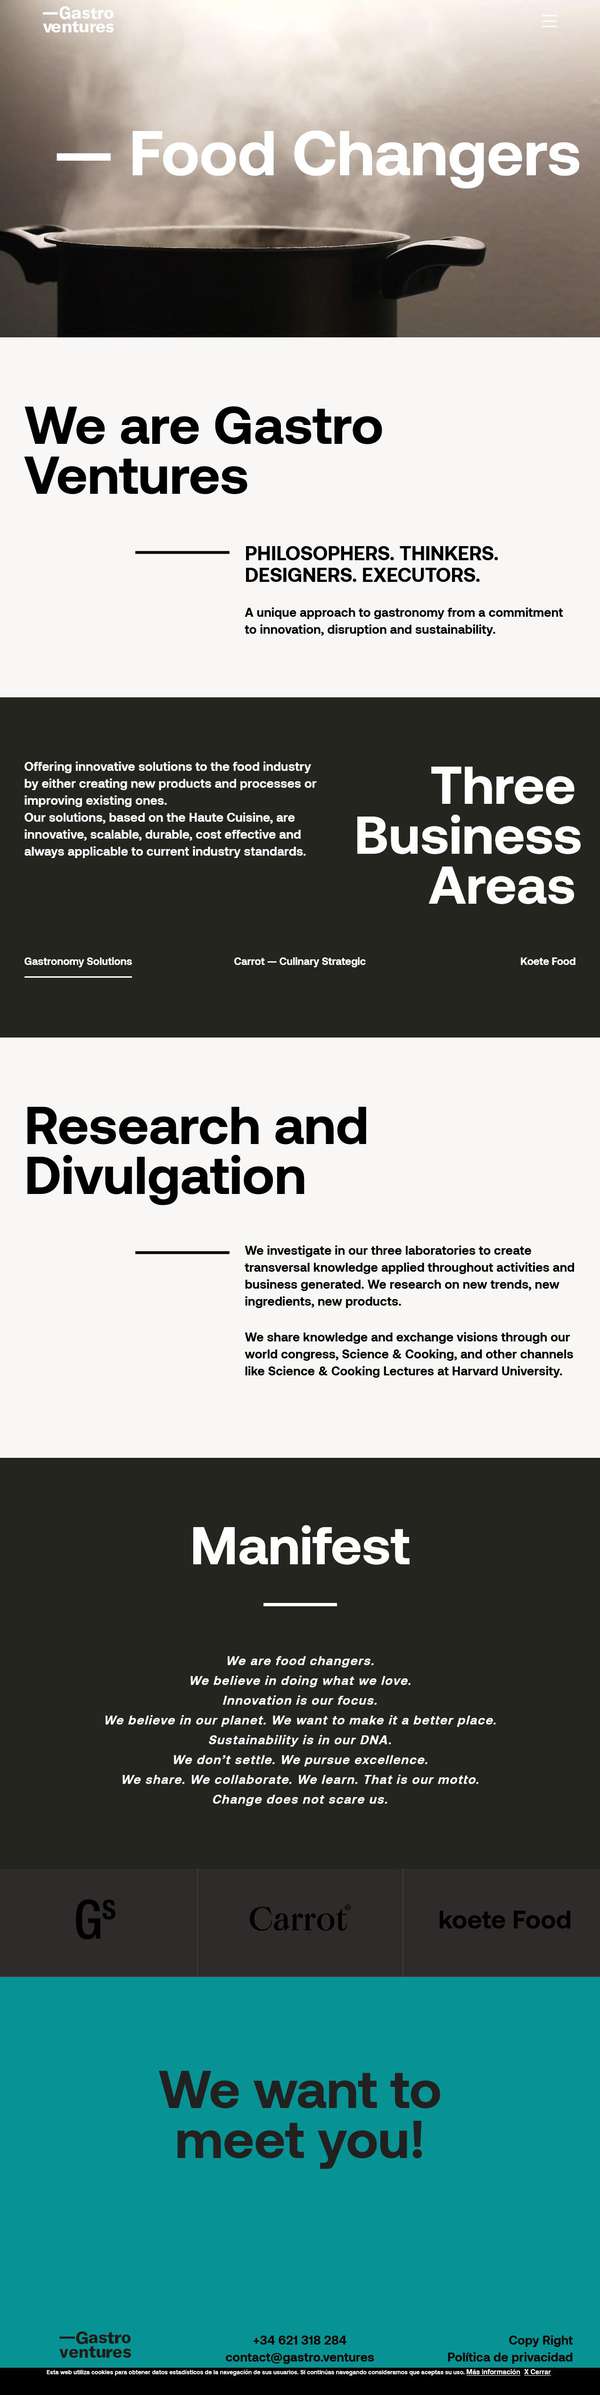 —Gastro
ventures
— Food Changers
We are Gastro
Ventures
PHILOSOPHERS. THINKERS.
DESIGNERS. EXECUTORS.
A unique approach to gastronomy from a commitment
to innovation, disruption and sustainability.
Offering innovative solutions to the food industry
by either creating new products and processes or
improving existing ones.
Our solutions, based on the Haute Cuisine, are
innovative, scalable, durable, cost effective and
always applicable to current industry standards.
Three
Business
Areas
Gastronomy Solutions
Carrot — Culinary Strategic
Koete Food
Research and
Divulgation
We investigate in our three laboratories to create
transversal knowledge applied throughout activities and
business generated. We research on new trends, new
ingredients, new products.
We share knowledge and exchange visions through our
world congress, Science & Cooking, and other channels
like Science & Cooking Lectures at Harvard University.
Manifest
We are food changers.
We believe in doing what we love.
Innovation is our focus.
We believe in our planet. We want to make it a better place.
Sustainability is in our DNA.
We don't settle. We pursue excellence.
We share. We collaborate. We learn. That is our motto.
Change does not scare us.
Gs
Carrot®
koete Food
We want to
meet you!
—Gastro
ventures
+34 621 318 284
contact@gastro.ventures
Copy Right
Política de privacidad
Esta web utiliza cookies para obtener datos estadísticos de la navegación de sus usuarios. Si continúas navegando consideramos que aceptas su uso. Más información X Cerrar